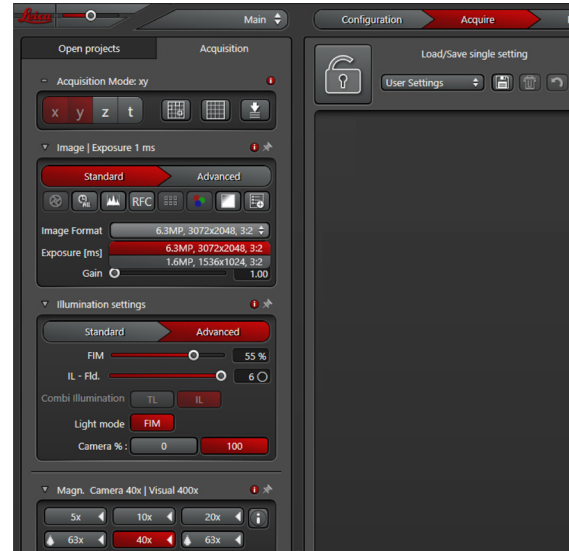 Leica
Main
Configuration
Acquire
Open projects
Acquisition
Load/Save single setting
User Settings
Acquisition Mode: xy
x y z t
Image | Exposure 1 ms
Standard
Advanced
RFC
Image Format
6.3MP, 3072x2048, 3:2
6.3MP, 3072x2048, 3:2
Exposure [ms]
1.6MP, 1536x1024, 3:2
Gain
1.00
Illumination settings
Standard
Advanced
FIM
55 %
IL - Fld.
6
Combi Illumination
TL
IL
Light mode
FIM
Camera % :
0
100
Magn. Camera 40x | Visual 400x
5x
10x
20x
63x
40x
63x